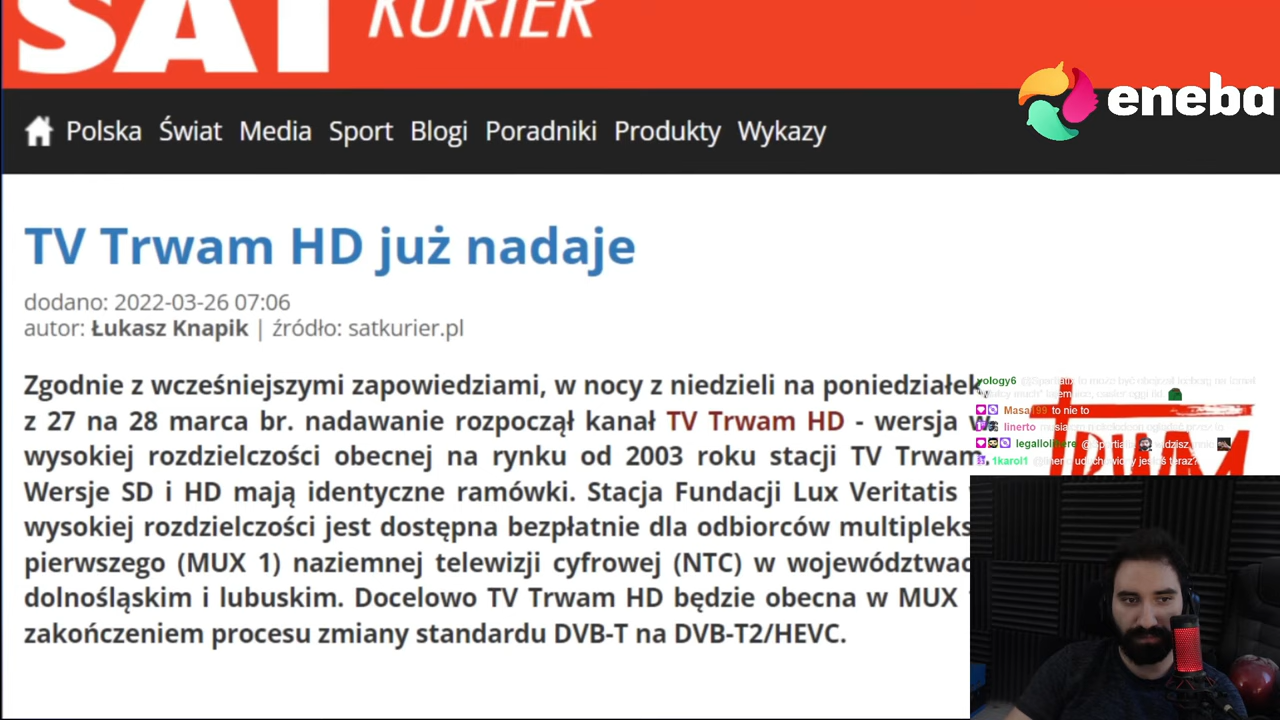 SAT KURIER
eneba
Polska Świat Media Sport Blogi Poradniki Produkty Wykazy
TV Trwam HD już nadaje
dodano: 2022-03-26 07:06
autor: Łukasz Knapik | źródło: satkurier.pl
Zgodnie z wcześniejszymi zapowiedziami, w nocy z niedzieli na poniedziałek,
z 27 na 28 marca br. nadawanie rozpoczął kanał TV Trwam HD - wersja w
wysokiej rozdzielczości obecnej na rynku od 2003 roku stacji TV Trwam.
Wersje SD i HD mają identyczne ramówki. Stacja Fundacji Lux Veritatis
wysokiej rozdzielczości jest dostępna bezpłatnie dla odbiorców multipleks
pierwszego (MUX 1) naziemnej telewizji cyfrowej (NTC) w województwac
dolnośląskim i lubuskim. Docelowo TV Trwam HD będzie obecna w MUX
zakończeniem procesu zmiany standardu DVB-T na DVB-T2/HEVC.
yology6
Masa199 to nie to
linerto
legaliolinere
1karol1
TRWAM